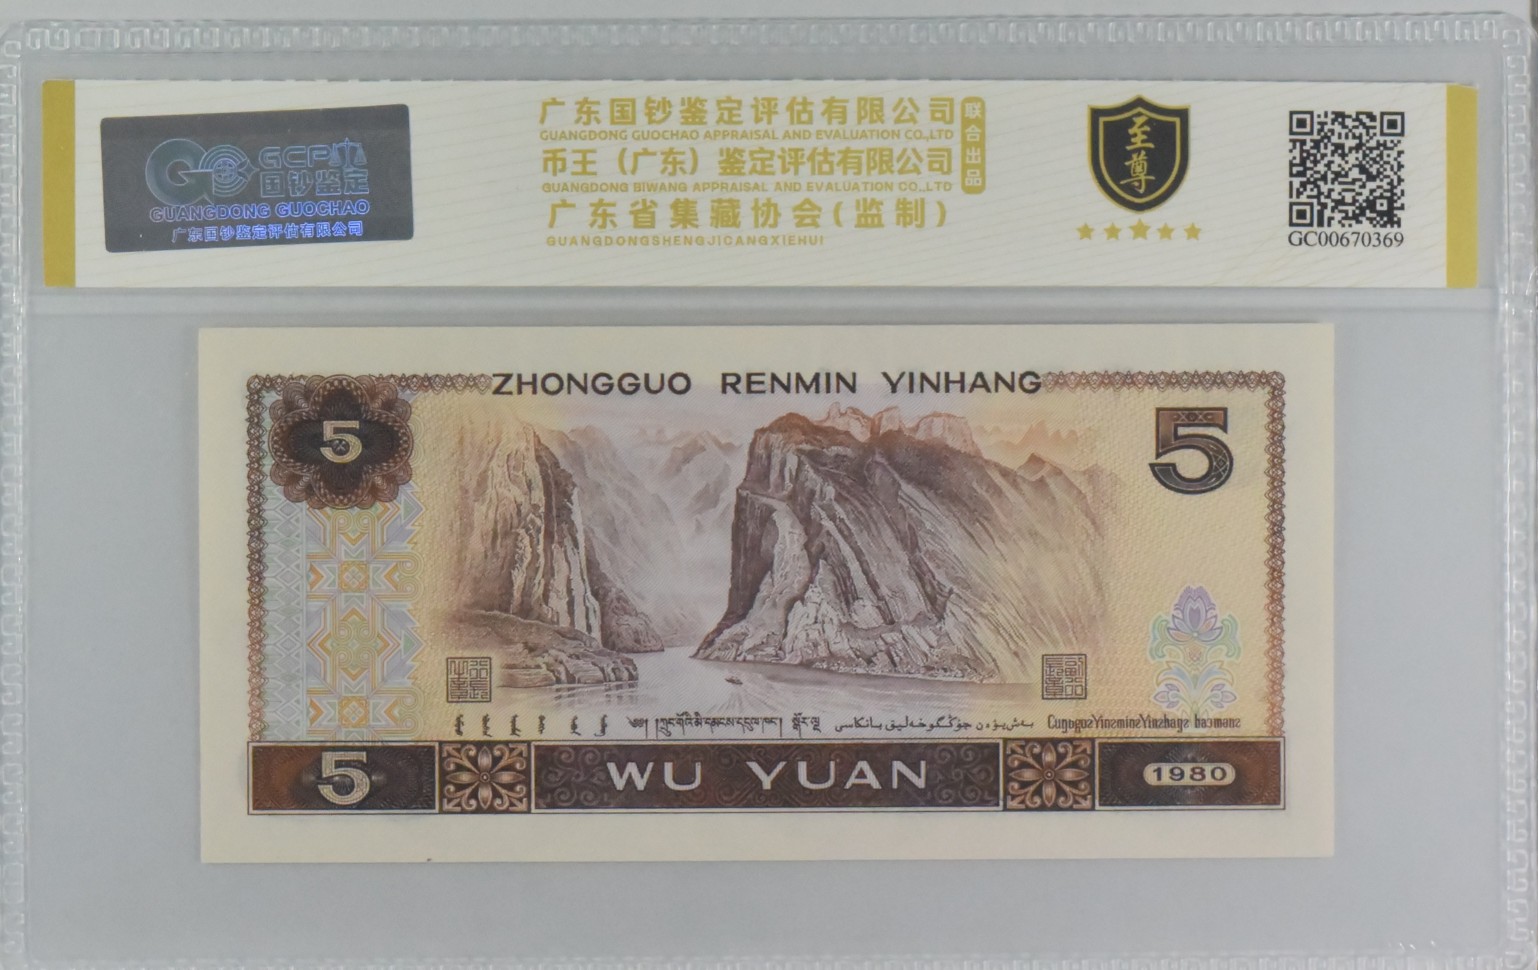 GCP
国钞鉴定
GUANGDONG GUOCHAO
广东国钞鉴定评估有限公司
广东国钞鉴定评估有限公司
GUANGDONG GUOCHAO APPRAISAL AND EVALUATION CO.,LTD
币王（广东）鉴定评估有限公司
GUANGDONG BIWANG APPRAISAL AND EVALUATION CO.,LTD
广东省集藏协会(监制)
GUANGDONGSHENGJICANGXIEHUI
联合出品
至尊
GC00670369
ZHONGGUO RENMIN YINHANG
5
5
CuŋƅgueYinzminzYinzhaŋz haɜmanz
5
WU YUAN
1980